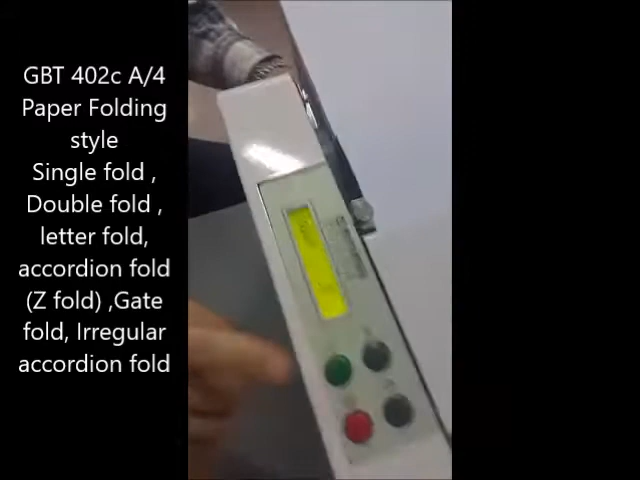 GBT 402c A/4
Paper Folding
style
Single fold ,
Double fold ,
letter fold,
accordion fold
(Z fold) ,Gate
fold, Irregular
accordion fold